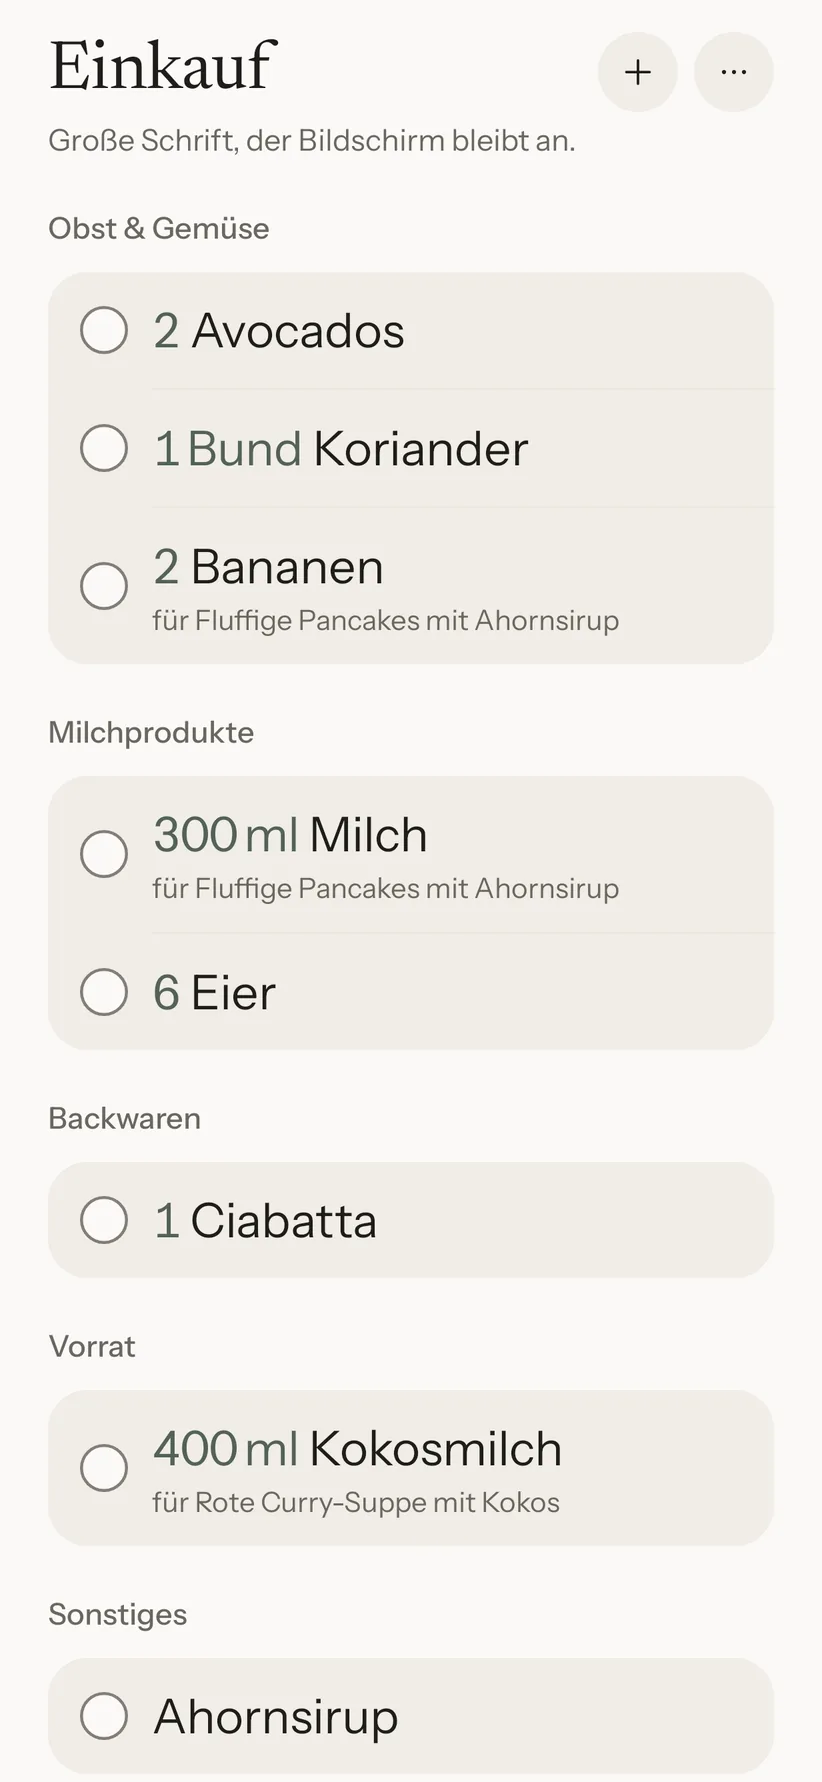 Einkauf
Große Schrift, der Bildschirm bleibt an.
Obst & Gemüse
2 Avocados
1 Bund Koriander
2 Bananen
für Fluffige Pancakes mit Ahornsirup
Milchprodukte
300 ml Milch
für Fluffige Pancakes mit Ahornsirup
6 Eier
Backwaren
1 Ciabatta
Vorrat
400 ml Kokosmilch
für Rote Curry-Suppe mit Kokos
Sonstiges
Ahornsirup